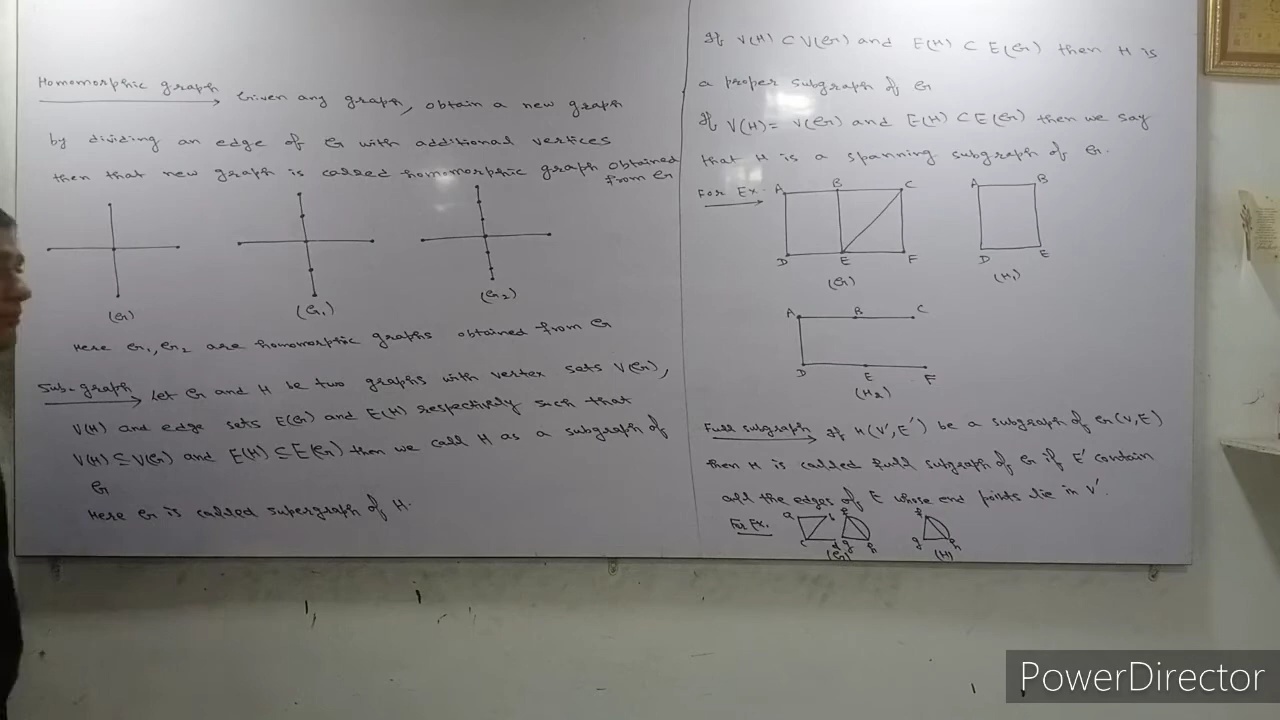 Homomorphic graph Given any graph, obtain a new graph
by dividing an edge of G with additional vertices
then that new graph is called homomorphic graph obtained
from G
(G)
(G1)
(G2)
Here G1, G2 are homomorphic graphs obtained from G
Sub-graph Let G and H be two graphs with vertex sets V(G),
V(H) and edge sets E(G) and E(H) respectively such that
V(H) ⊆ V(G) and E(H) ⊆ E(G) then we call H as a subgraph of
G
Here G is called supergraph of H.
If V(H) ⊂ V(G) and E(H) ⊂ E(G) then H is
a proper subgraph of G
If V(H) = V(G) and E(H) ⊂ E(G) then we say
that H is a spanning subgraph of G.
For Ex. A B C A B
D E F D E
(G) (H1)
A B C
D E F
(H2)
Full subgraph If H(V', E') be a subgraph of G(V, E)
then H is called full subgraph of G if E' contain
all the edges of E whose end points lie in V'.
For Ex. a b f f
c d g h g h
(G) (H)
PowerDirector